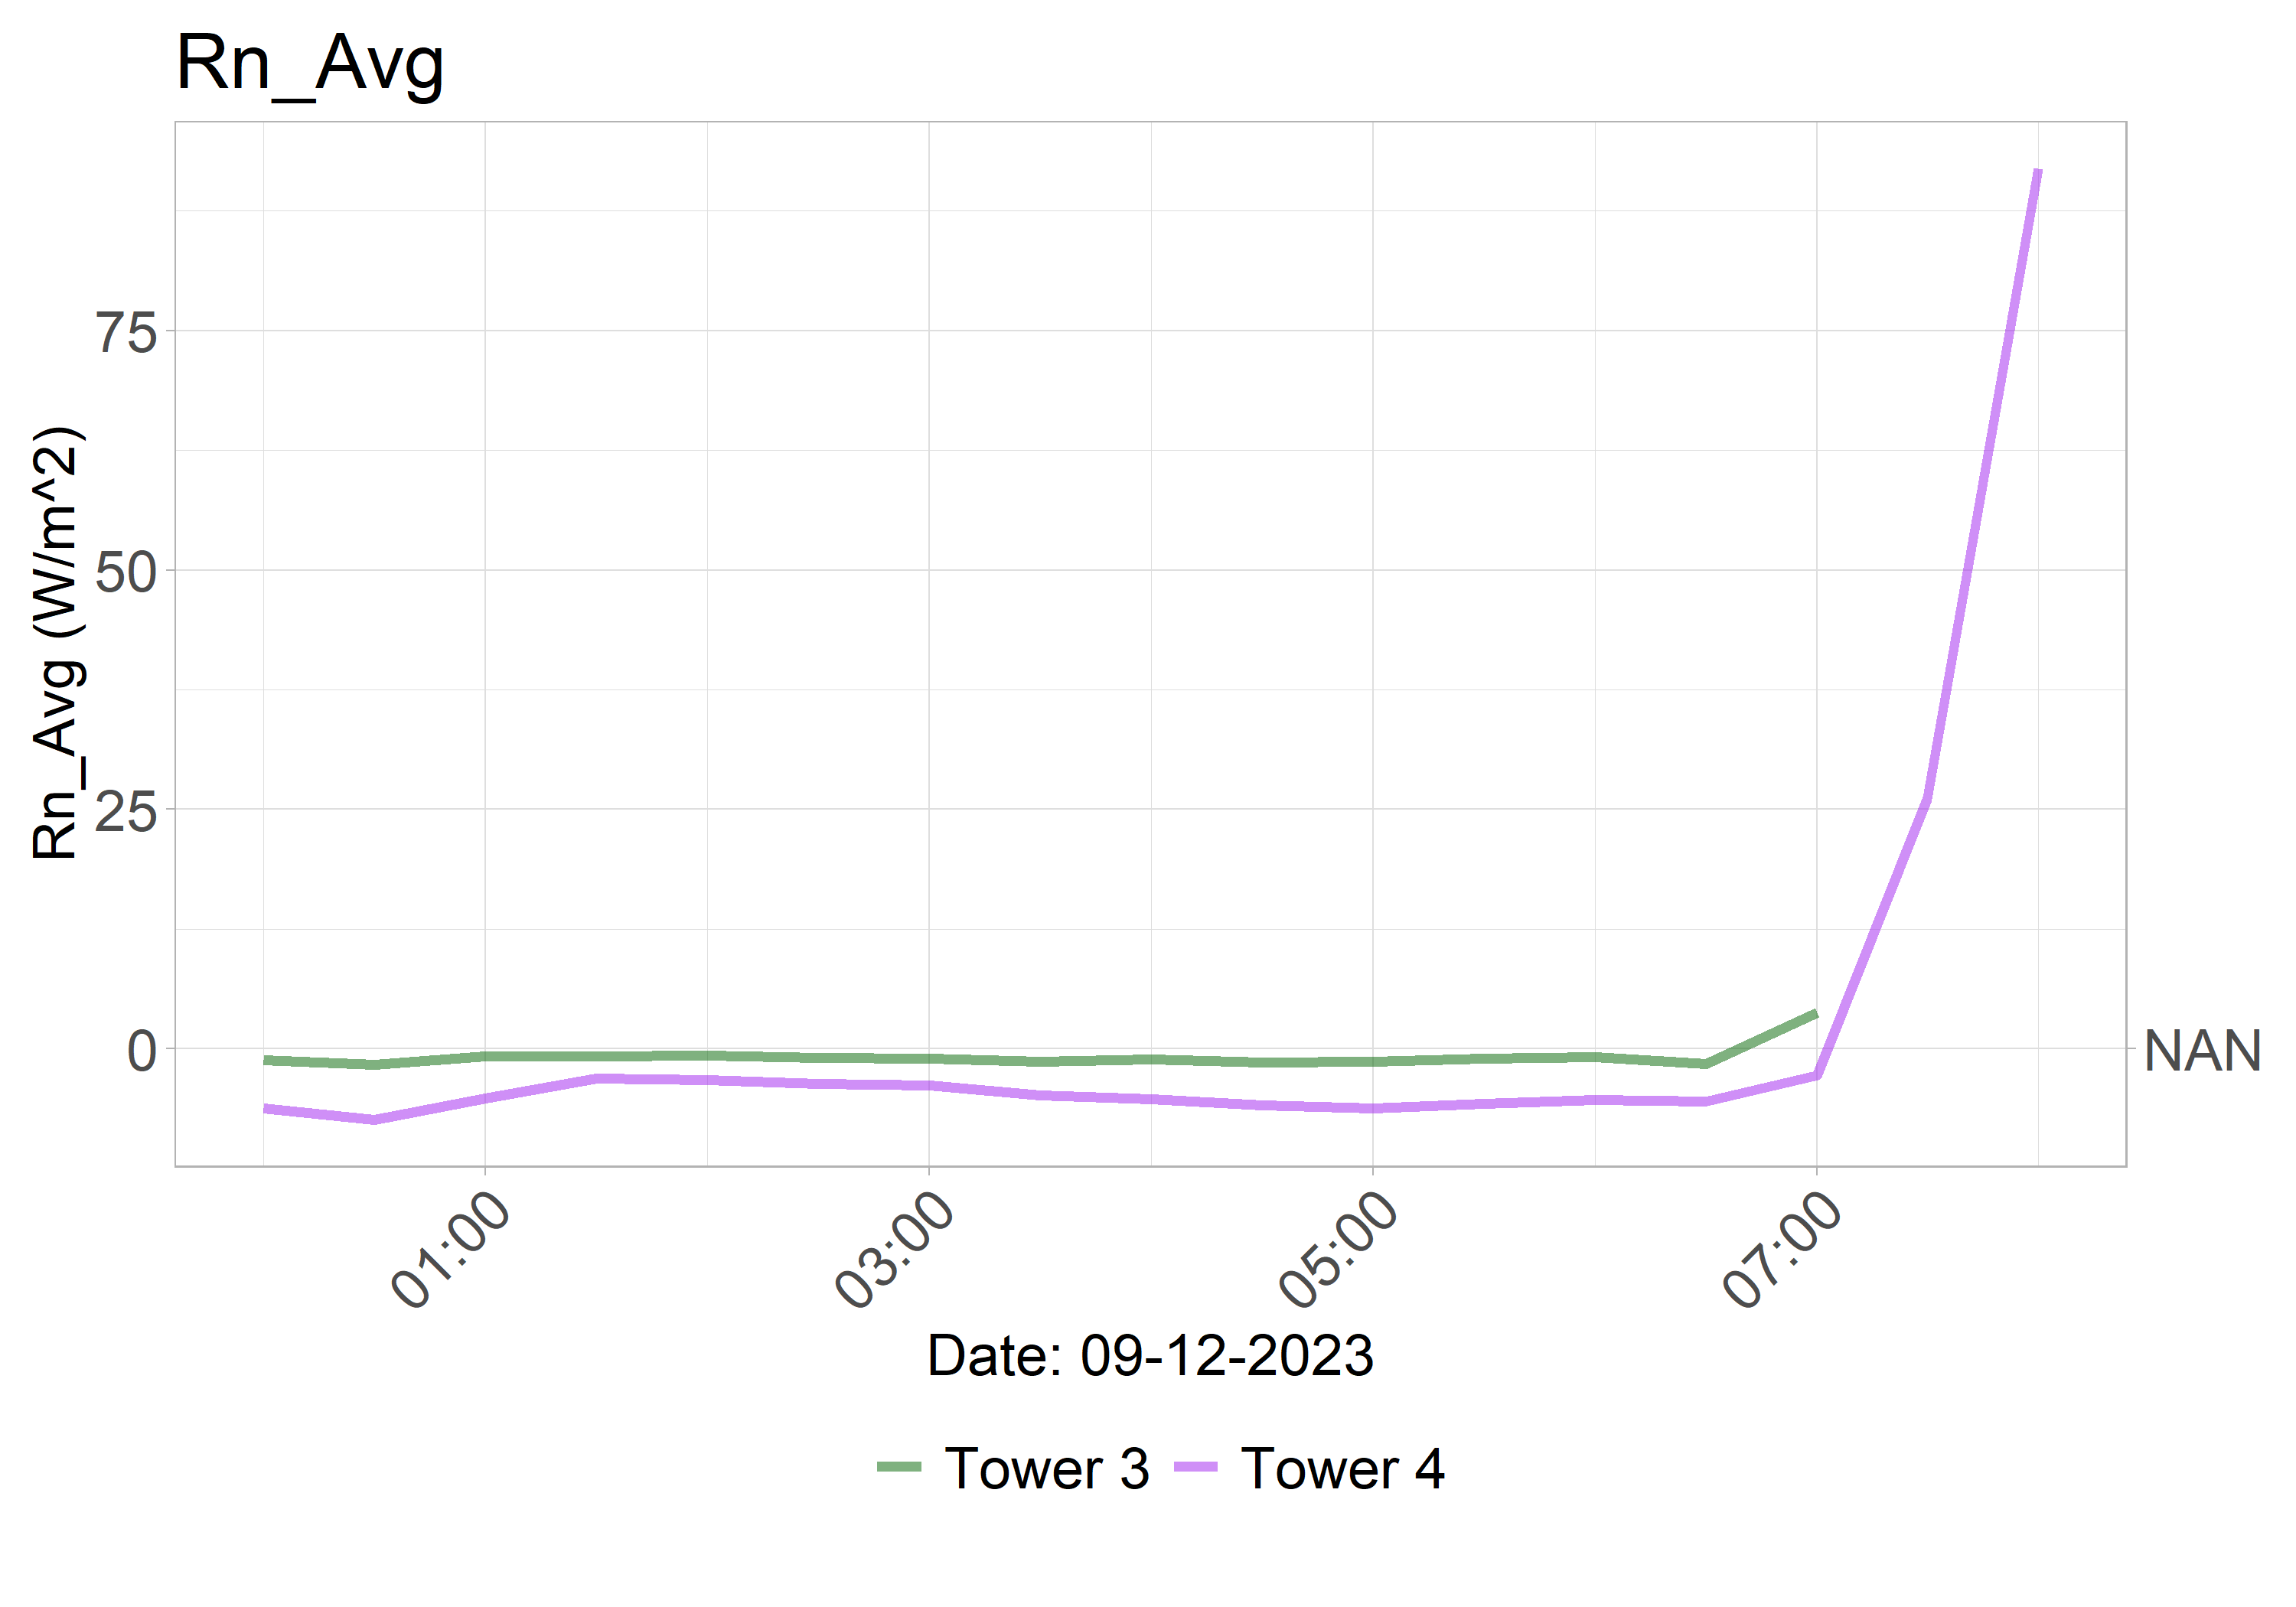 Rn_Avg
Rn_Avg (W/m^2)
75
50
25
0
NAN
01:00
03:00
05:00
07:00
Date: 09-12-2023
Tower 3
Tower 4